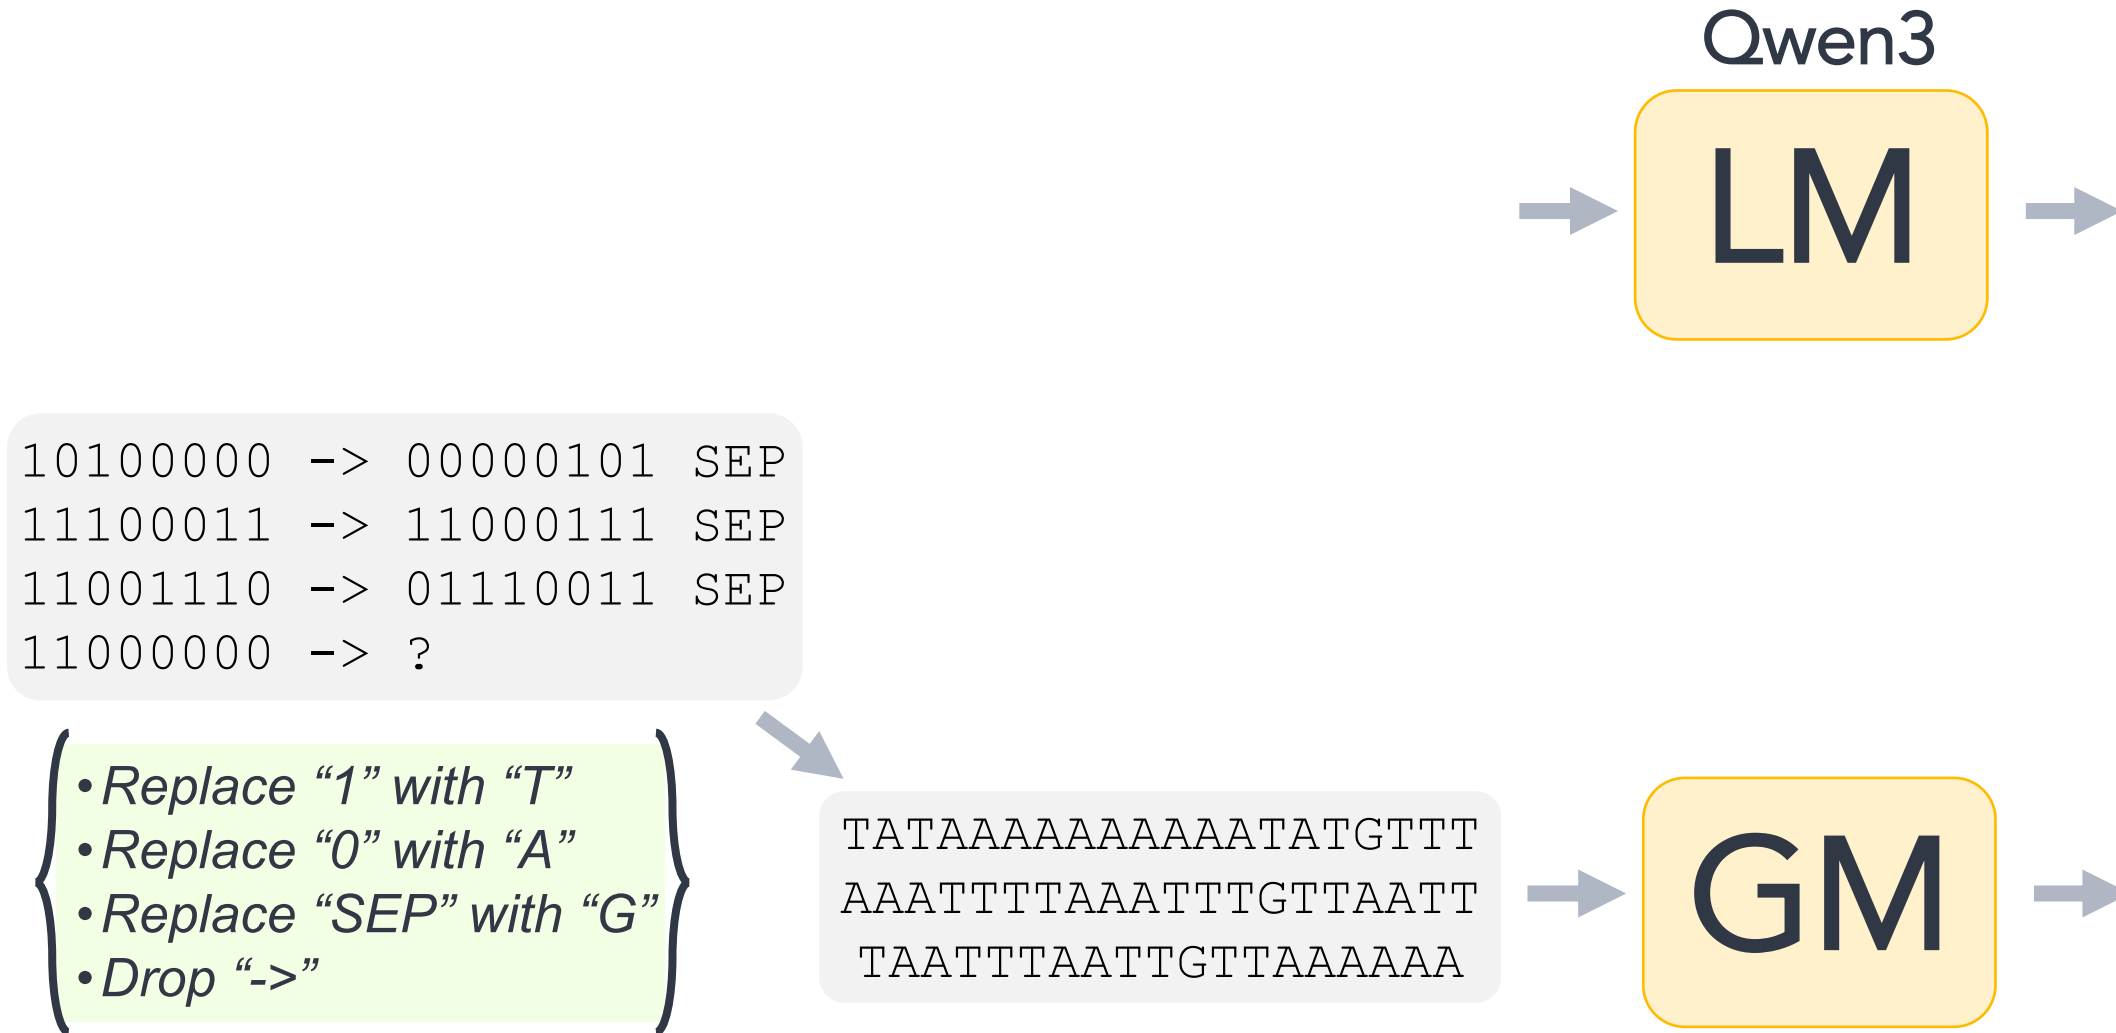 Qwen3
LM
10100000 -> 00000101 SEP
11100011 -> 11000111 SEP
11001110 -> 01110011 SEP
11000000 -> ?
• Replace “1” with “T”
• Replace “0” with “A”
• Replace “SEP” with “G”
• Drop “->”
TATAAAAAAAAAATATGTTT
AAATTTTAAATTTGTTAATT
TAATTTAATTGTTAAAAAA
GM